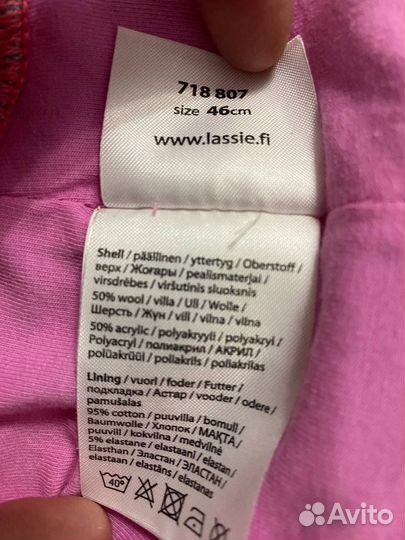 718 807
size 46cm
www.lassie.fi
Shell / päällinen / yttertyg / Oberstoff /
верх / Жоғары / pealismaterjal /
virsdrēbes / viršutinis sluoksnis
50% wool / villa / Ull / Wolle /
Шерсть / Жүн / vill / vilna / vilna
50% acrylic / polyakryyli / polyakryl /
Polyacryl / полиакрил / АКРИЛ /
polüakrüül / poliakrils / poliakrilas
Lining / vuori / foder / Futter /
подкладка / Астар / vooder / odere /
pamušalas
95% cotton / puuvilla / bomull /
Baumwolle / Хлопок / МАҚТА /
puuvill / kokvilna / medvilnė
5% elastane / elastaani / elastan /
Elasthan / Эластан / ЭЛАСТАН /
elastaan / elastāns / elastanas
40°
Avito